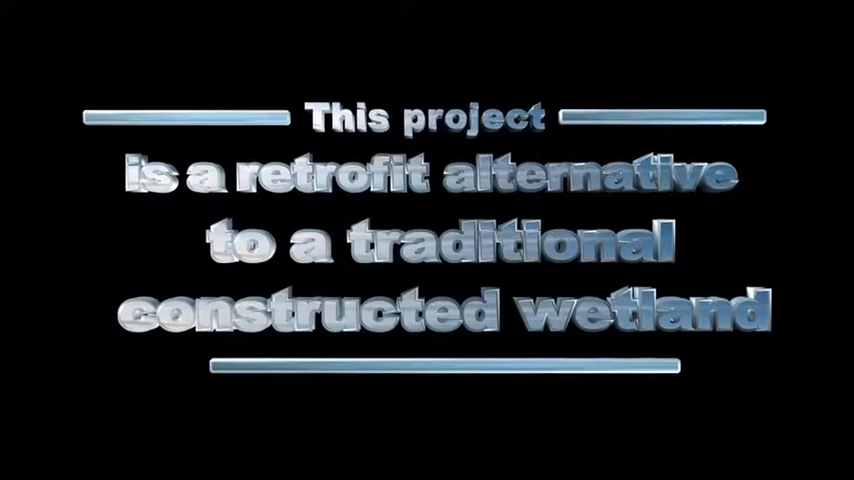 This project
is a retrofit alternative
to a traditional
constructed wetland